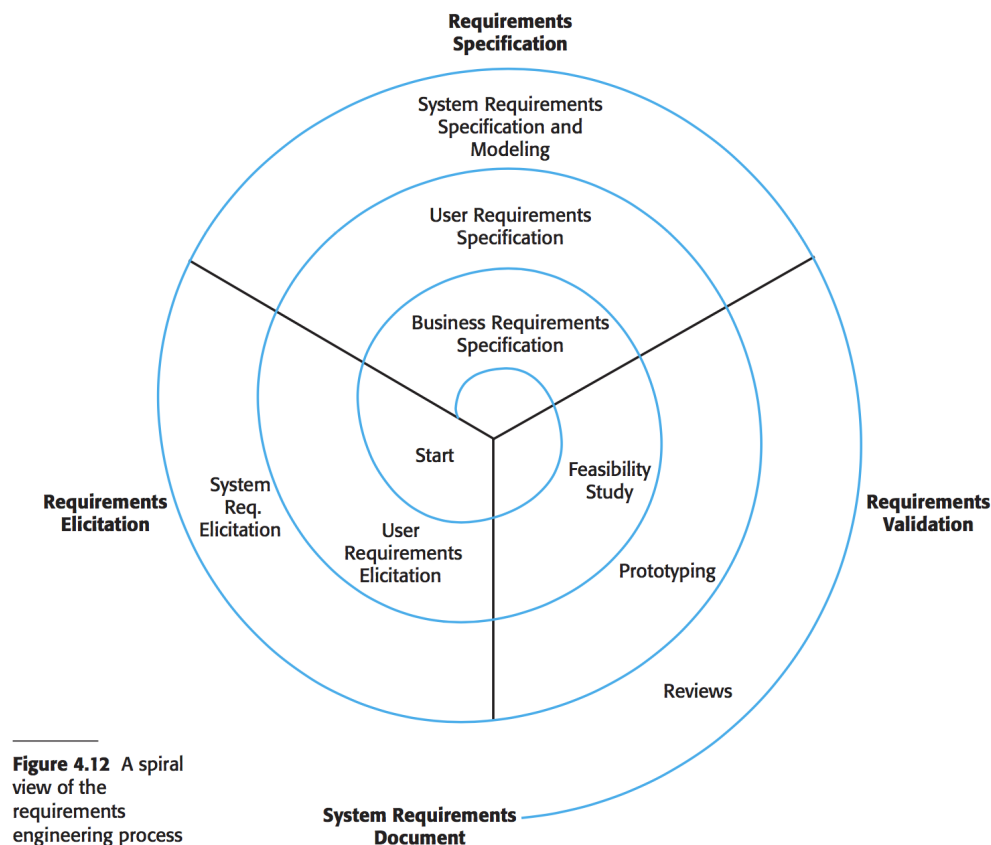 Requirements
Specification
System Requirements
Specification and
Modeling
User Requirements
Specification
Business Requirements
Specification
Start
Feasibility
Study
System
Req.
Elicitation
Requirements
Elicitation
Requirements
Validation
User
Requirements
Elicitation
Prototyping
Reviews
Figure 4.12 A spiral
view of the
requirements
engineering process
System Requirements
Document